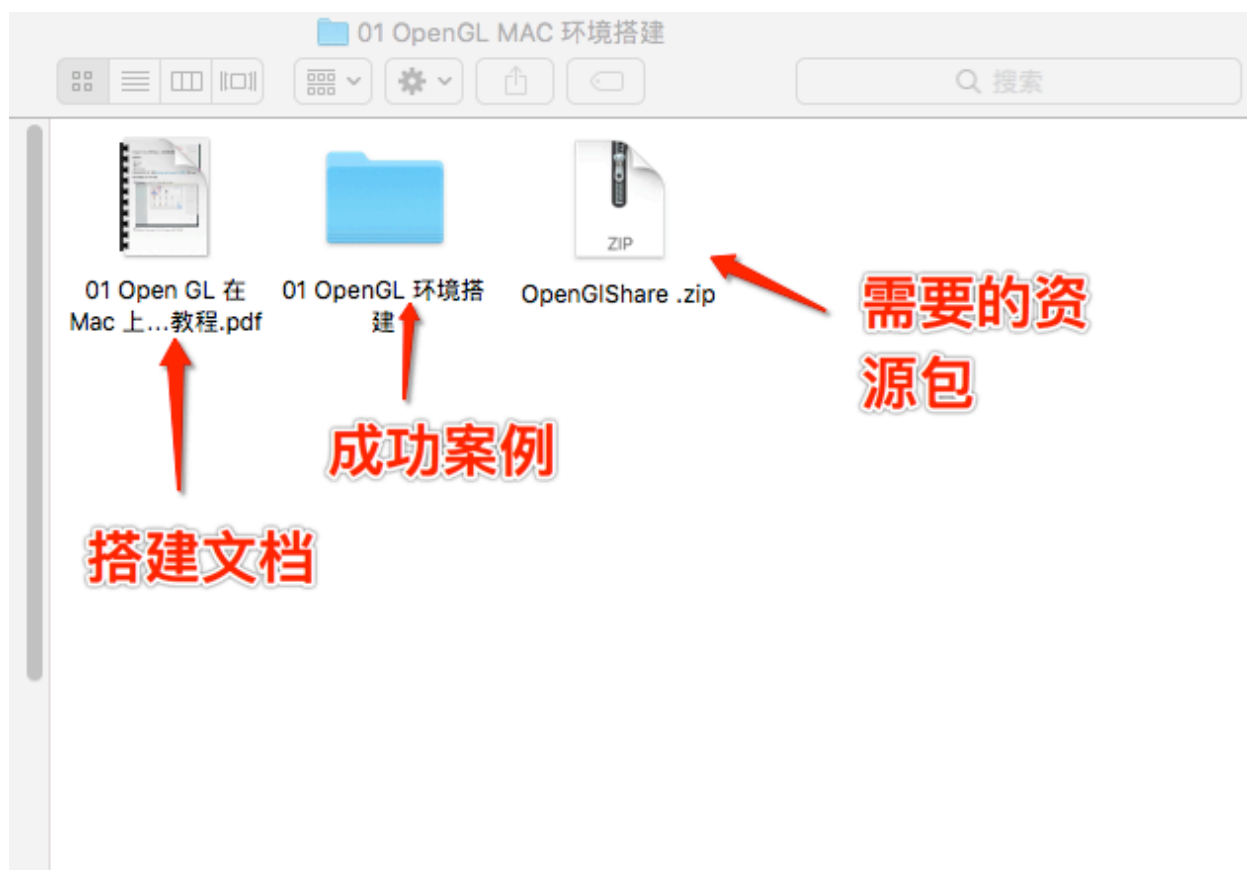 01 OpenGL MAC 环境搭建
搜索
ZIP
01 Open GL 在
Mac 上...教程.pdf
01 OpenGL 环境搭
建
OpenGlShare .zip
需要的资
源包
成功案例
搭建文档